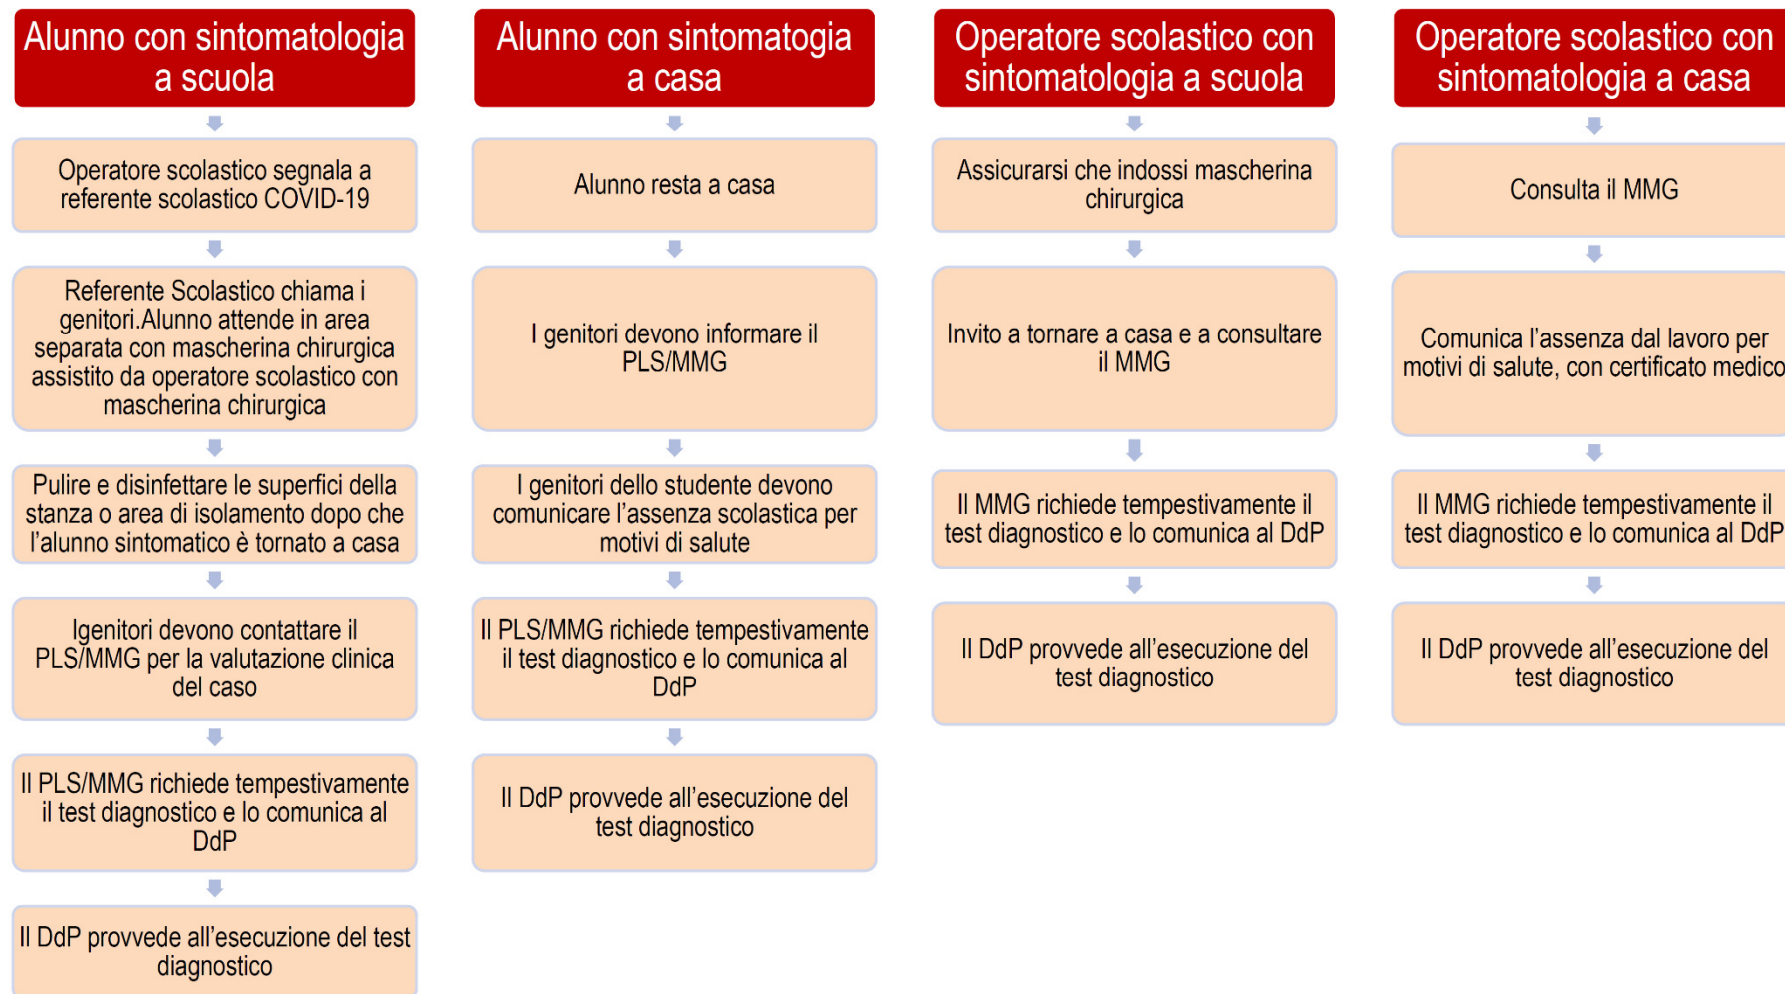 Alunno con sintomatologia
a scuola
Operatore scolastico segnala a
referente scolastico COVID-19
Referente Scolastico chiama i
genitori.Alunno attende in area
separata con mascherina chirurgica
assistito da operatore scolastico con
mascherina chirurgica
Pulire e disinfettare le superfici della
stanza o area di isolamento dopo che
l’alunno sintomatico è tornato a casa
Igenitori devono contattare il
PLS/MMG per la valutazione clinica
del caso
Il PLS/MMG richiede tempestivamente
il test diagnostico e lo comunica al
DdP
Il DdP provvede all’esecuzione del test
diagnostico
Alunno con sintomatogia
a casa
Alunno resta a casa
I genitori devono informare il
PLS/MMG
I genitori dello studente devono
comunicare l’assenza scolastica per
motivi di salute
Il PLS/MMG richiede tempestivamente
il test diagnostico e lo comunica al
DdP
Il DdP provvede all’esecuzione del
test diagnostico
Operatore scolastico con
sintomatologia a scuola
Assicurarsi che indossi mascherina
chirurgica
Invito a tornare a casa e a consultare
il MMG
Il MMG richiede tempestivamente il
test diagnostico e lo comunica al DdP
Il DdP provvede all’esecuzione del
test diagnostico
Operatore scolastico con
sintomatologia a casa
Consulta il MMG
Comunica l’assenza dal lavoro per
motivi di salute, con certificato medico
Il MMG richiede tempestivamente il
test diagnostico e lo comunica al DdP
Il DdP provvede all’esecuzione del
test diagnostico